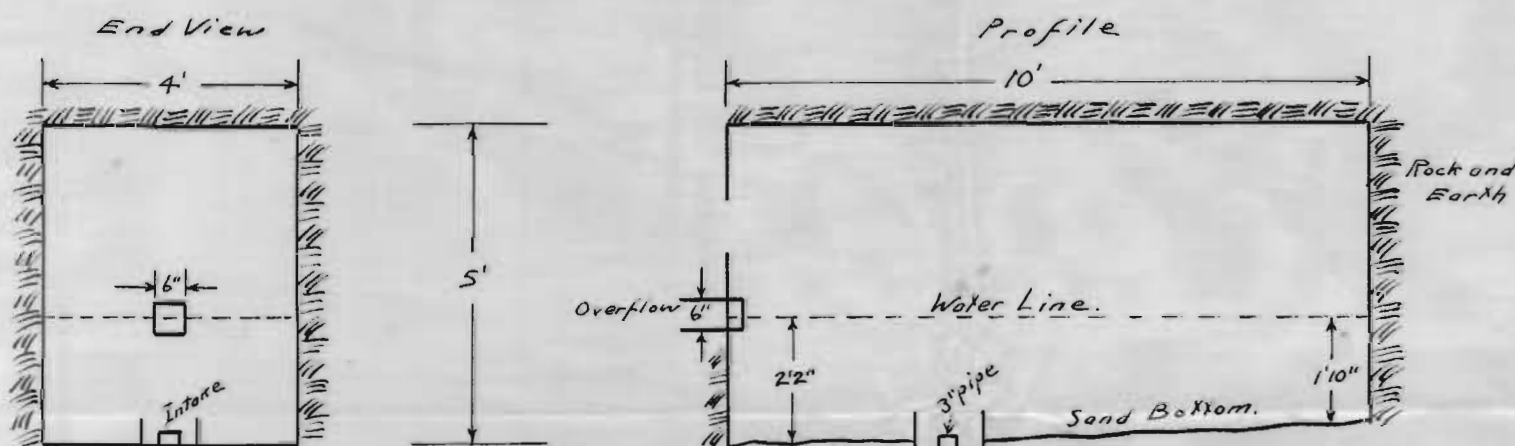 End View
Profile
4'
10'
Rock and
Earth
5'
6"
Overflow
6"
Water Line.
2'2"
1'10"
Intake
3" pipe
Sand Bottom.